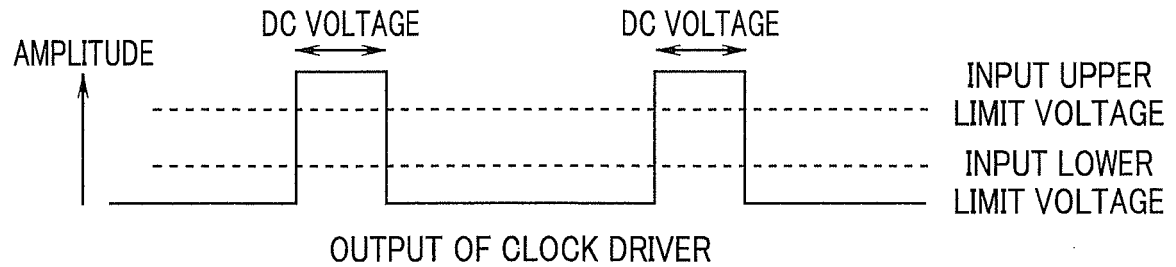 DC VOLTAGE
DC VOLTAGE
AMPLITUDE
INPUT UPPER
LIMIT VOLTAGE
INPUT LOWER
LIMIT VOLTAGE
OUTPUT OF CLOCK DRIVER